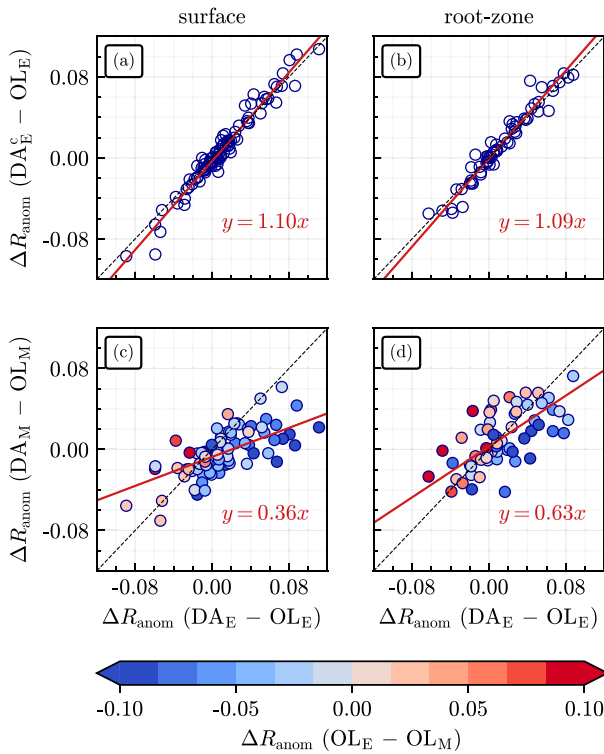 surface root-zone
(a) (b)
0.08
0.00
-0.08
ΔR_anom (DA_E^c − OL_E)
y = 1.10x y = 1.09x
(c) (d)
0.08
0.00
-0.08
ΔR_anom (DA_M − OL_M)
y = 0.36x y = 0.63x
-0.08 0.00 0.08 -0.08 0.00 0.08
ΔR_anom (DA_E − OL_E) ΔR_anom (DA_E − OL_E)
-0.10 -0.05 0.00 0.05 0.10
ΔR_anom (OL_E − OL_M)